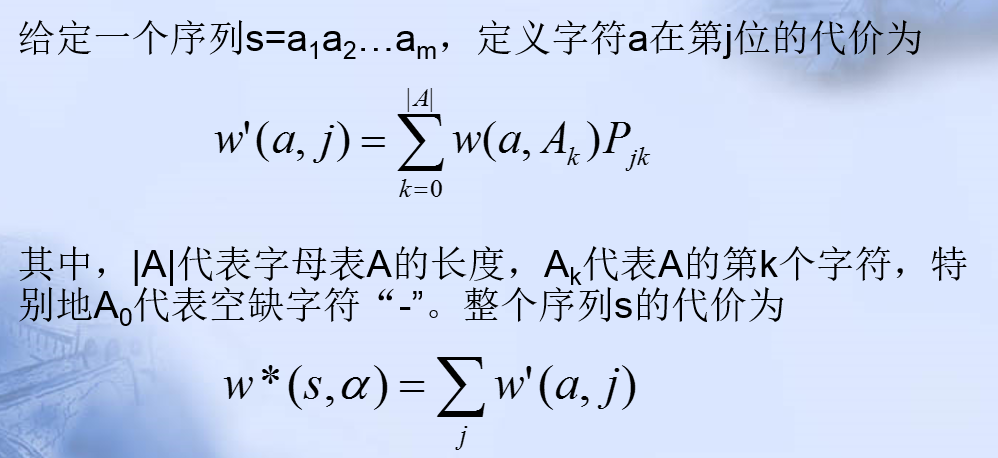 给定一个序列s=a₁a₂…aₘ，定义字符a在第j位的代价为
w'(a, j) = ∑_{k=0}^{|A|} w(a, Aₖ)P_{jk}
其中，|A|代表字母表A的长度，Aₖ代表A的第k个字符，特
别地A₀代表空缺字符“-”。整个序列s的代价为
w*(s,α) = ∑_j w'(a, j)